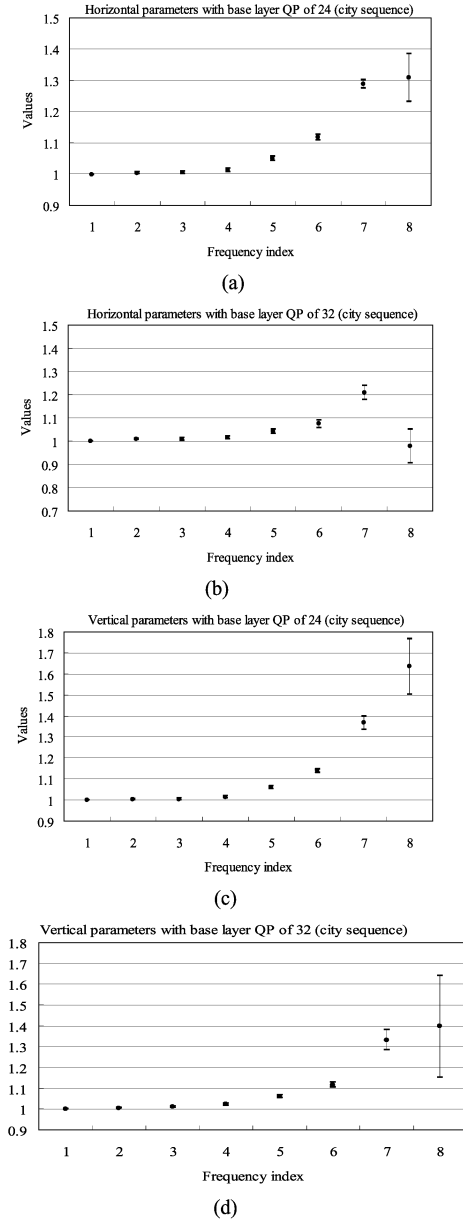 Horizontal parameters with base layer QP of 24 (city sequence)
1.5
1.4
1.3
1.2
1.1
1
0.9
Values
1 2 3 4 5 6 7 8
Frequency index
(a)
Horizontal parameters with base layer QP of 32 (city sequence)
1.5
1.4
1.3
1.2
1.1
1
0.9
0.8
0.7
Values
1 2 3 4 5 6 7 8
Frequency index
(b)
Vertical parameters with base layer QP of 24 (city sequence)
1.8
1.7
1.6
1.5
1.4
1.3
1.2
1.1
1
0.9
Values
1 2 3 4 5 6 7 8
Frequency index
(c)
Vertical parameters with base layer QP of 32 (city sequence)
1.8
1.7
1.6
1.5
1.4
1.3
1.2
1.1
1
0.9
1 2 3 4 5 6 7 8
Frequency index
(d)